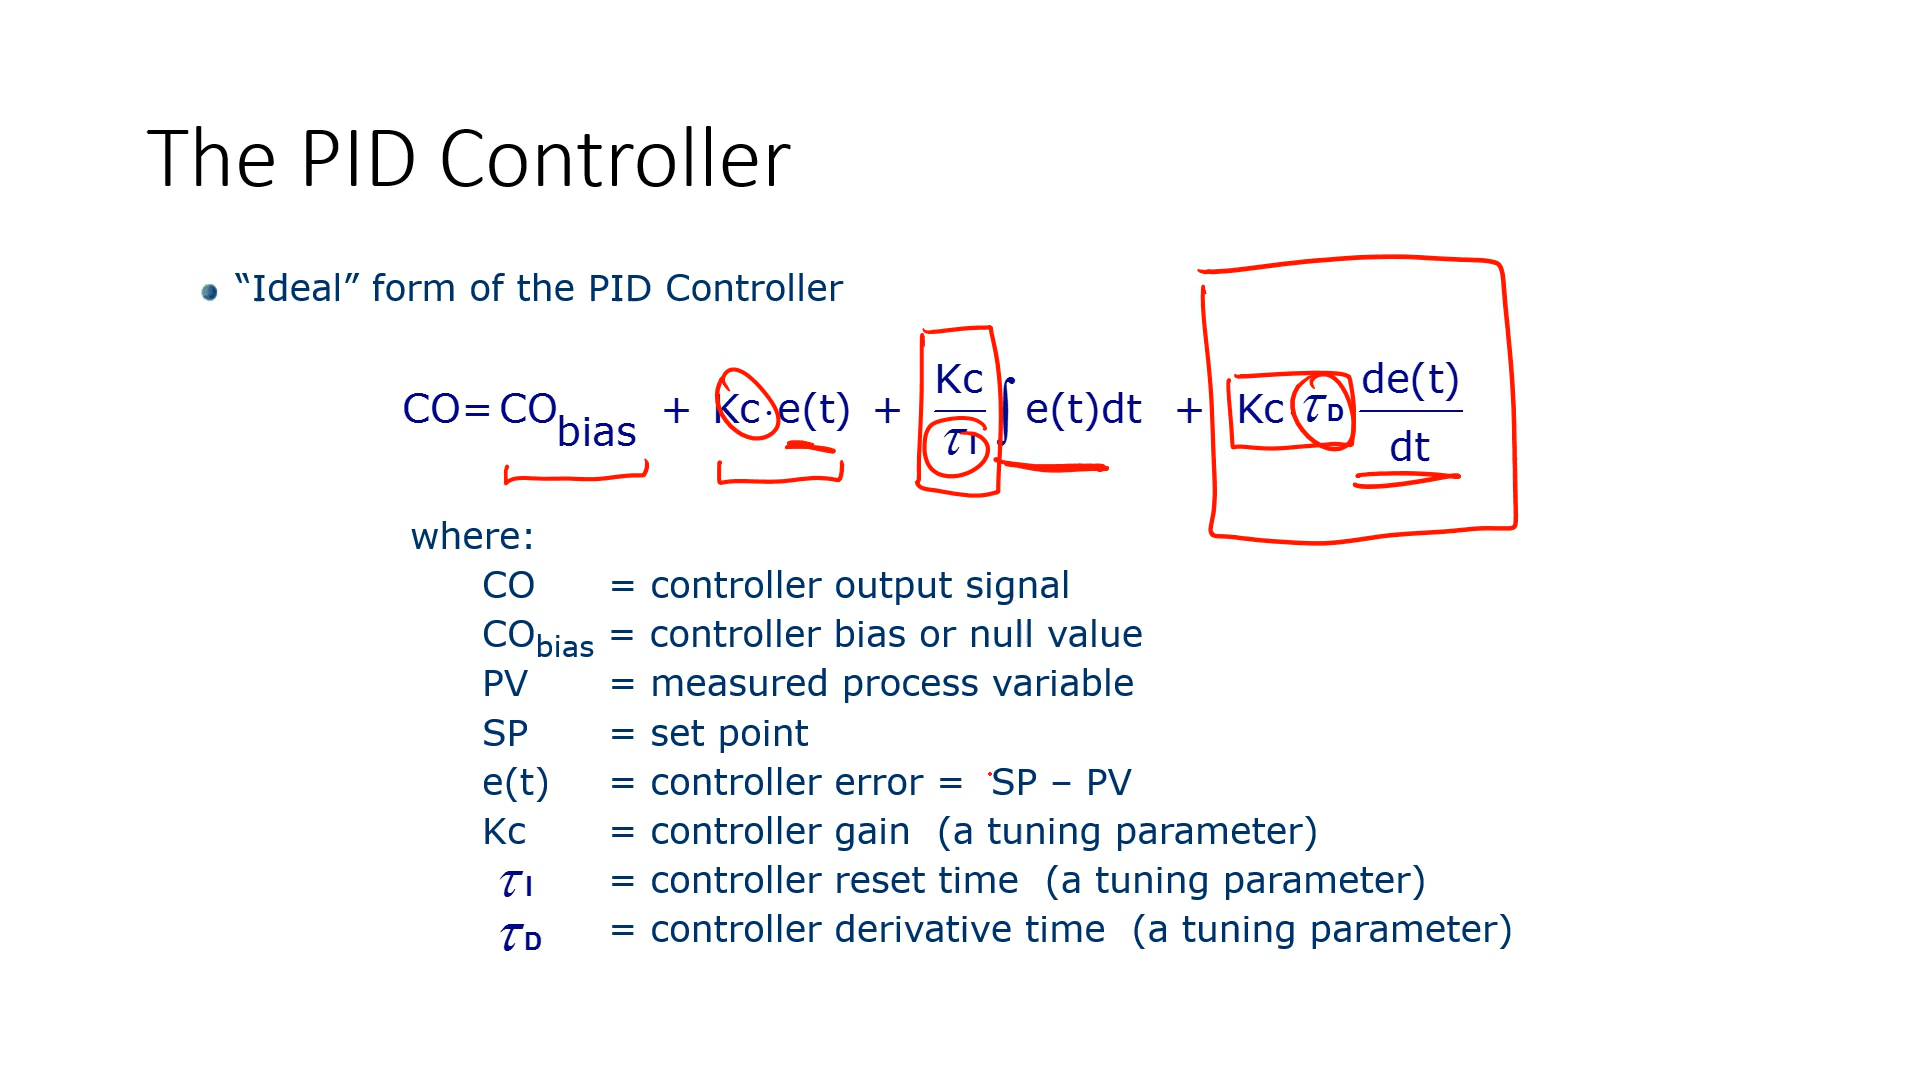 The PID Controller
“Ideal” form of the PID Controller
CO = CO_bias + Kc·e(t) + Kc/τI ∫ e(t)dt + Kc τD de(t)/dt
where:
CO = controller output signal
CO_bias = controller bias or null value
PV = measured process variable
SP = set point
e(t) = controller error = SP – PV
Kc = controller gain (a tuning parameter)
τI = controller reset time (a tuning parameter)
τD = controller derivative time (a tuning parameter)